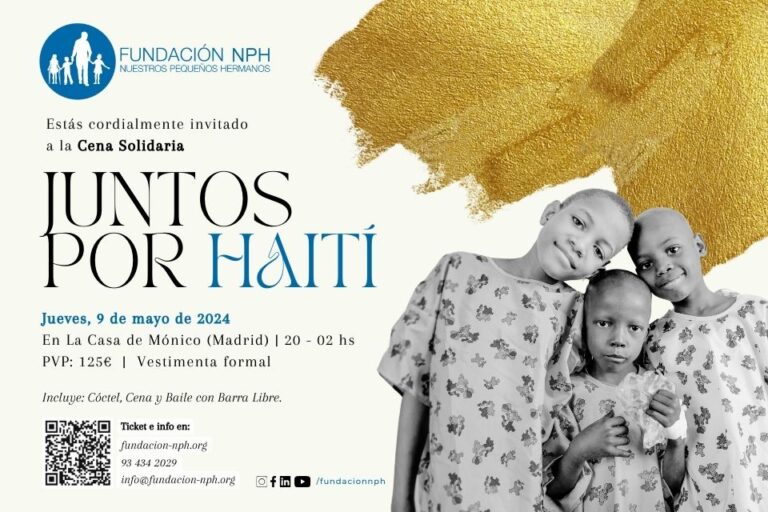 FUNDACIÓN NPH
NUESTROS PEQUEÑOS HERMANOS
Estás cordialmente invitado
a la Cena Solidaria
JUNTOS
POR HAITÍ
Jueves, 9 de mayo de 2024
En La Casa de Mónico (Madrid) | 20 - 02 hs
PVP: 125€ | Vestimenta formal
Incluye: Cóctel, Cena y Baile con Barra Libre.
Ticket e info en:
fundacion-nph.org
93 434 2029
info@fundacion-nph.org
/fundacionnph